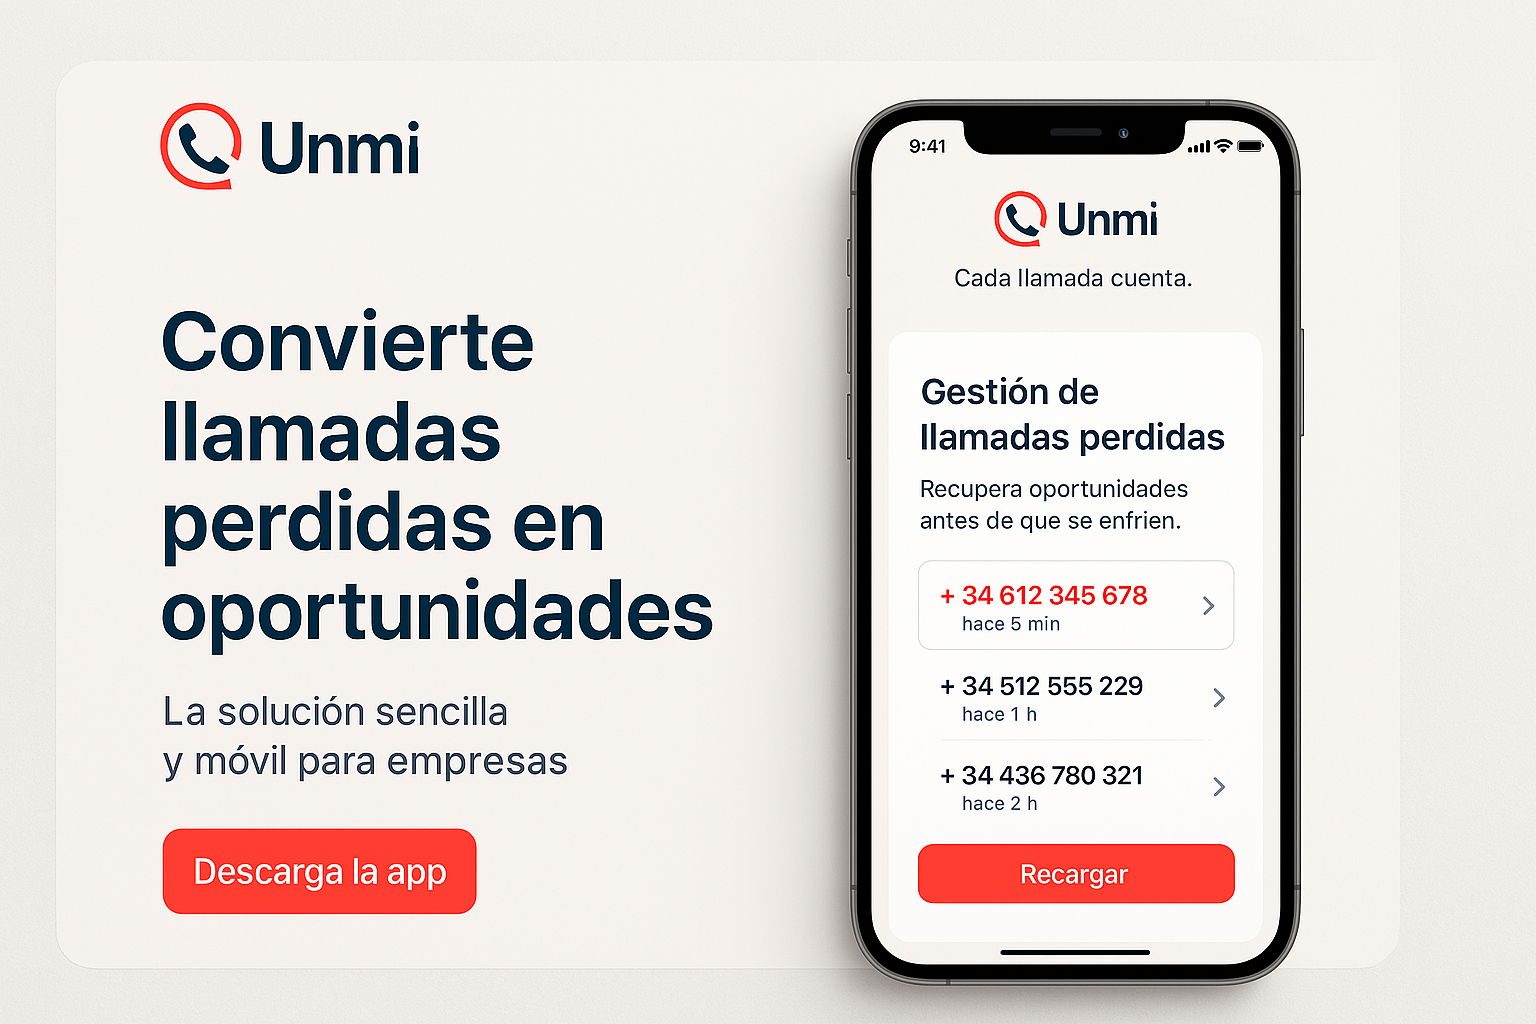 Unmi
Convierte
llamadas
perdidas en
oportunidades
La solución sencilla
y móvil para empresas
Descarga la app
9:41
Unmi
Cada llamada cuenta.
Gestión de
llamadas perdidas
Recupera oportunidades
antes de que se enfrien.
+ 34 612 345 678
hace 5 min
+ 34 512 555 229
hace 1 h
+ 34 436 780 321
hace 2 h
Recargar